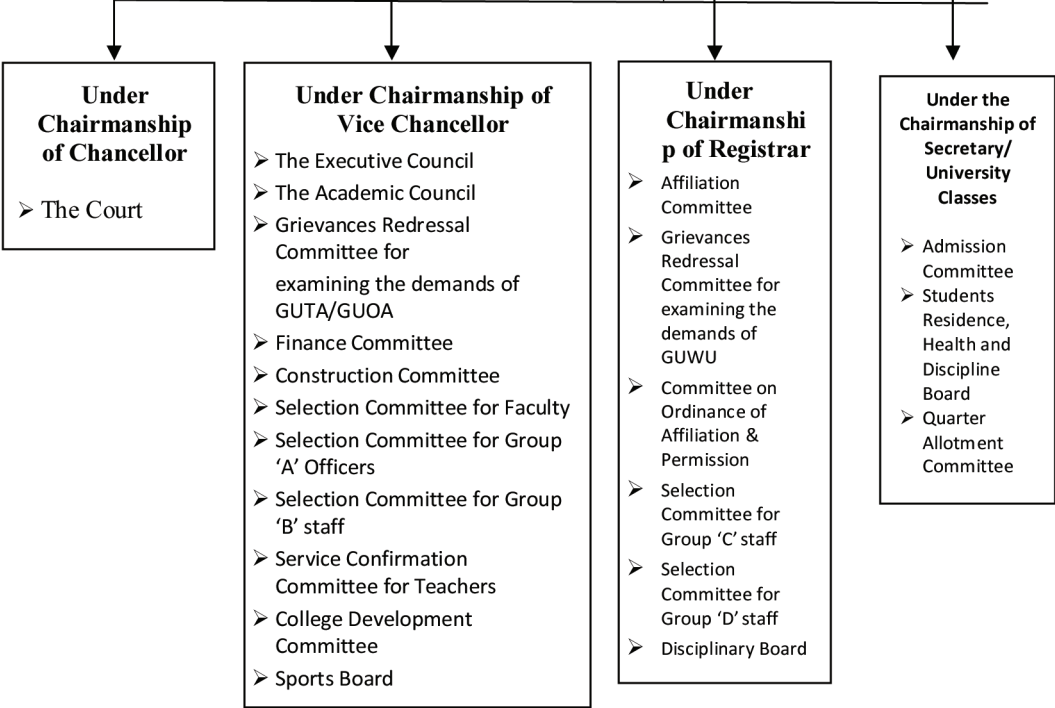 Under
Chairmanship
of Chancellor
➢ The Court
Under Chairmanship of
Vice Chancellor
➢ The Executive Council
➢ The Academic Council
➢ Grievances Redressal
Committee for
examining the demands of
GUTA/GUOA
➢ Finance Committee
➢ Construction Committee
➢ Selection Committee for Faculty
➢ Selection Committee for Group
‘A’ Officers
➢ Selection Committee for Group
‘B’ staff
➢ Service Confirmation
Committee for Teachers
➢ College Development
Committee
➢ Sports Board
Under
Chairmanshi
p of Registrar
➢ Affiliation
Committee
➢ Grievances
Redressal
Committee for
examining the
demands of
GUWU
➢ Committee on
Ordinance of
Affiliation &
Permission
➢ Selection
Committee for
Group ‘C’ staff
➢ Selection
Committee for
Group ‘D’ staff
➢ Disciplinary Board
Under the
Chairmanship of
Secretary/
University
Classes
➢ Admission
Committee
➢ Students
Residence,
Health and
Discipline
Board
➢ Quarter
Allotment
Committee